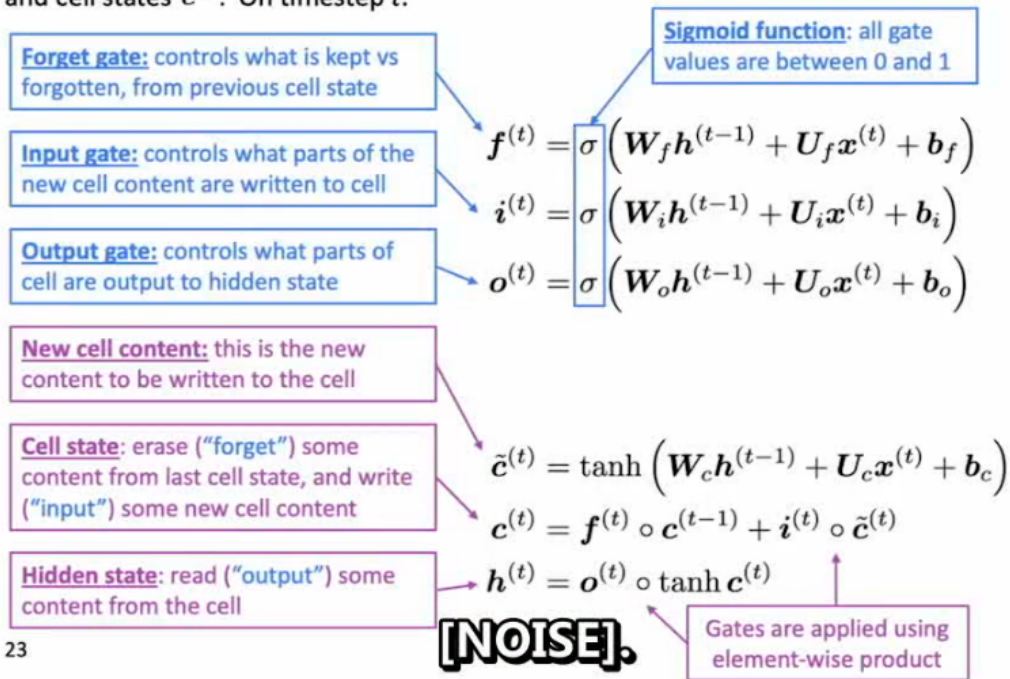 and cell states
On timestep t:
Forget gate: controls what is kept vs
forgotten, from previous cell state
Sigmoid function: all gate
values are between 0 and 1
f^{(t)} = σ(W_f h^{(t−1)} + U_f x^{(t)} + b_f)
Input gate: controls what parts of the
new cell content are written to cell
i^{(t)} = σ(W_i h^{(t−1)} + U_i x^{(t)} + b_i)
Output gate: controls what parts of
cell are output to hidden state
o^{(t)} = σ(W_o h^{(t−1)} + U_o x^{(t)} + b_o)
New cell content: this is the new
content to be written to the cell
c̃^{(t)} = tanh(W_c h^{(t−1)} + U_c x^{(t)} + b_c)
Cell state: erase (“forget”) some
content from last cell state, and write
(“input”) some new cell content
c^{(t)} = f^{(t)} ∘ c^{(t−1)} + i^{(t)} ∘ c̃^{(t)}
Hidden state: read (“output”) some
content from the cell
h^{(t)} = o^{(t)} ∘ tanh c^{(t)}
Gates are applied using
element-wise product
23
[NOISE].